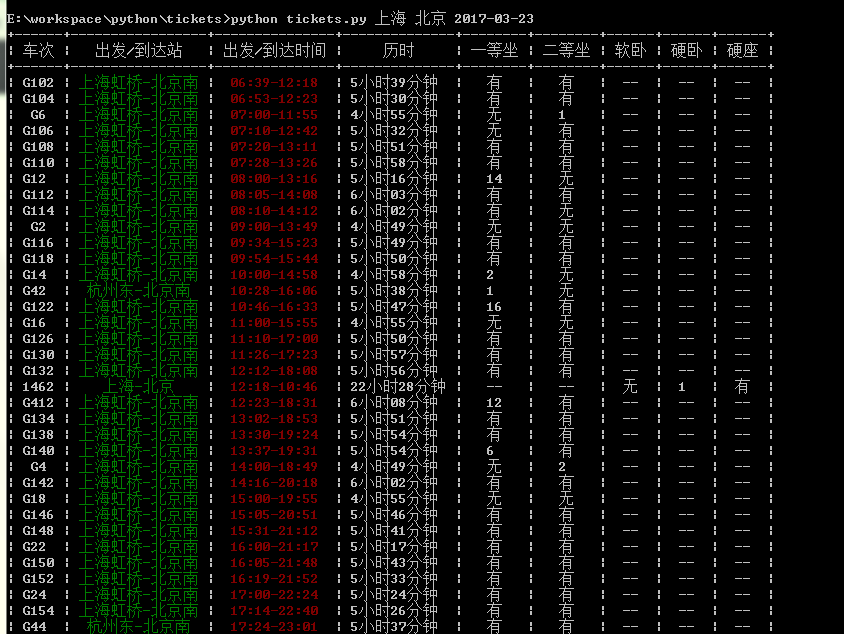 E:\workspace\python\tickets>python tickets.py 上海 北京 2017-03-23
车次 出发/到达站 出发/到达时间 历时 一等坐 二等坐 软卧 硬卧 硬座
G102 上海虹桥-北京南 06:39-12:18 5小时39分钟 有 有 -- -- --
G104 上海虹桥-北京南 06:53-12:23 5小时30分钟 有 有 -- -- --
G6 上海虹桥-北京南 07:00-11:55 4小时55分钟 无 1 -- -- --
G106 上海虹桥-北京南 07:10-12:42 5小时32分钟 无 有 -- -- --
G108 上海虹桥-北京南 07:20-13:11 5小时51分钟 有 有 -- -- --
G110 上海虹桥-北京南 07:28-13:26 5小时58分钟 有 有 -- -- --
G12 上海虹桥-北京南 08:00-13:16 5小时16分钟 14 无 -- -- --
G112 上海虹桥-北京南 08:05-14:08 6小时03分钟 有 有 -- -- --
G114 上海虹桥-北京南 08:10-14:12 6小时02分钟 有 有 -- -- --
G2 上海虹桥-北京南 09:00-13:49 4小时49分钟 无 无 -- -- --
G116 上海虹桥-北京南 09:34-15:23 5小时49分钟 有 有 -- -- --
G118 上海虹桥-北京南 09:54-15:44 5小时50分钟 有 有 -- -- --
G14 上海虹桥-北京南 10:00-14:58 4小时58分钟 2 无 -- -- --
G42 杭州东-北京南 10:28-16:06 5小时38分钟 1 无 -- -- --
G122 上海虹桥-北京南 10:46-16:33 5小时47分钟 16 有 -- -- --
G16 上海虹桥-北京南 11:00-15:55 4小时55分钟 无 无 -- -- --
G126 上海虹桥-北京南 11:10-17:00 5小时50分钟 有 有 -- -- --
G130 上海虹桥-北京南 11:26-17:23 5小时57分钟 有 有 -- -- --
G132 上海虹桥-北京南 12:12-18:08 5小时56分钟 有 有 -- -- --
1462 上海-北京 12:18-10:46 22小时28分钟 -- -- 无 1 有
G412 上海虹桥-北京南 12:23-18:31 6小时08分钟 12 有 -- -- --
G134 上海虹桥-北京南 13:02-18:53 5小时51分钟 有 有 -- -- --
G138 上海虹桥-北京南 13:30-19:24 5小时54分钟 有 有 -- -- --
G140 上海虹桥-北京南 13:37-19:31 5小时54分钟 6 有 -- -- --
G4 上海虹桥-北京南 14:00-18:49 4小时49分钟 无 2 -- -- --
G142 上海虹桥-北京南 14:16-20:18 6小时02分钟 有 有 -- -- --
G18 上海虹桥-北京南 15:00-19:55 4小时55分钟 无 无 -- -- --
G146 上海虹桥-北京南 15:05-20:51 5小时46分钟 有 有 -- -- --
G148 上海虹桥-北京南 15:31-21:12 5小时41分钟 有 有 -- -- --
G22 上海虹桥-北京南 16:00-21:17 5小时17分钟 有 有 -- -- --
G150 上海虹桥-北京南 16:05-21:48 5小时43分钟 有 有 -- -- --
G152 上海虹桥-北京南 16:19-21:52 5小时33分钟 有 有 -- -- --
G24 上海虹桥-北京南 17:00-22:24 5小时24分钟 有 有 -- -- --
G154 上海虹桥-北京南 17:14-22:40 5小时26分钟 有 有 -- -- --
G44 杭州东-北京南 17:24-23:01 5小时37分钟 有 有 -- -- --